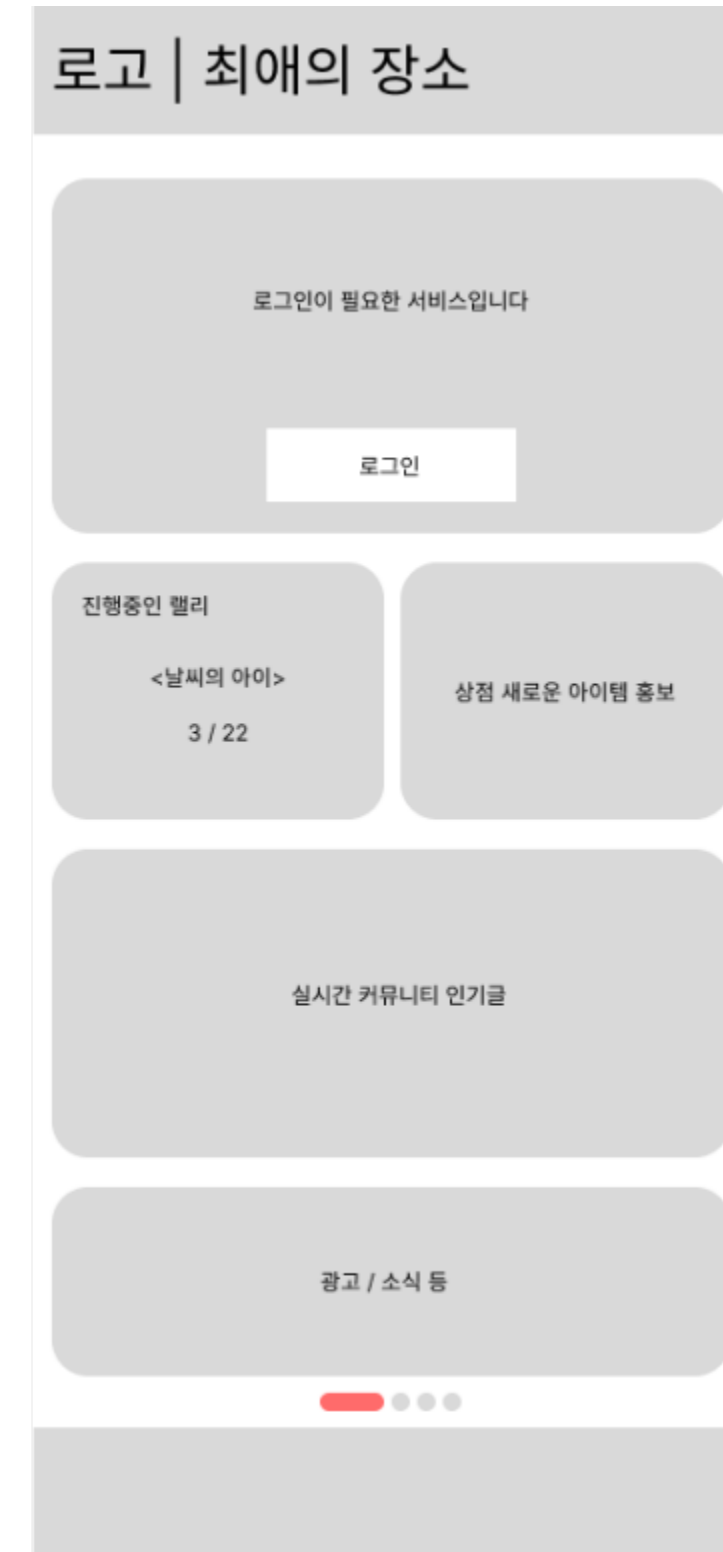 로고 | 최애의 장소
로그인이 필요한 서비스입니다
로그인
진행중인 랠리
<날씨의 아이>
3 / 22
상점 새로운 아이템 홍보
실시간 커뮤니티 인기글
광고 / 소식 등